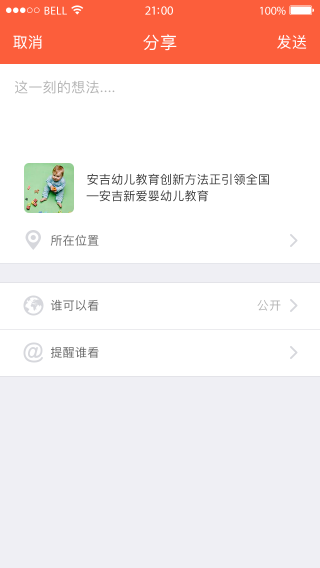 BELL 21:03 100%
取消 分享 发送
这一刻的想法....
安吉幼儿教育创新方法正引领全国
一安吉新爱婴幼儿教育
所在位置
谁可以看 公开
@ 提醒谁看